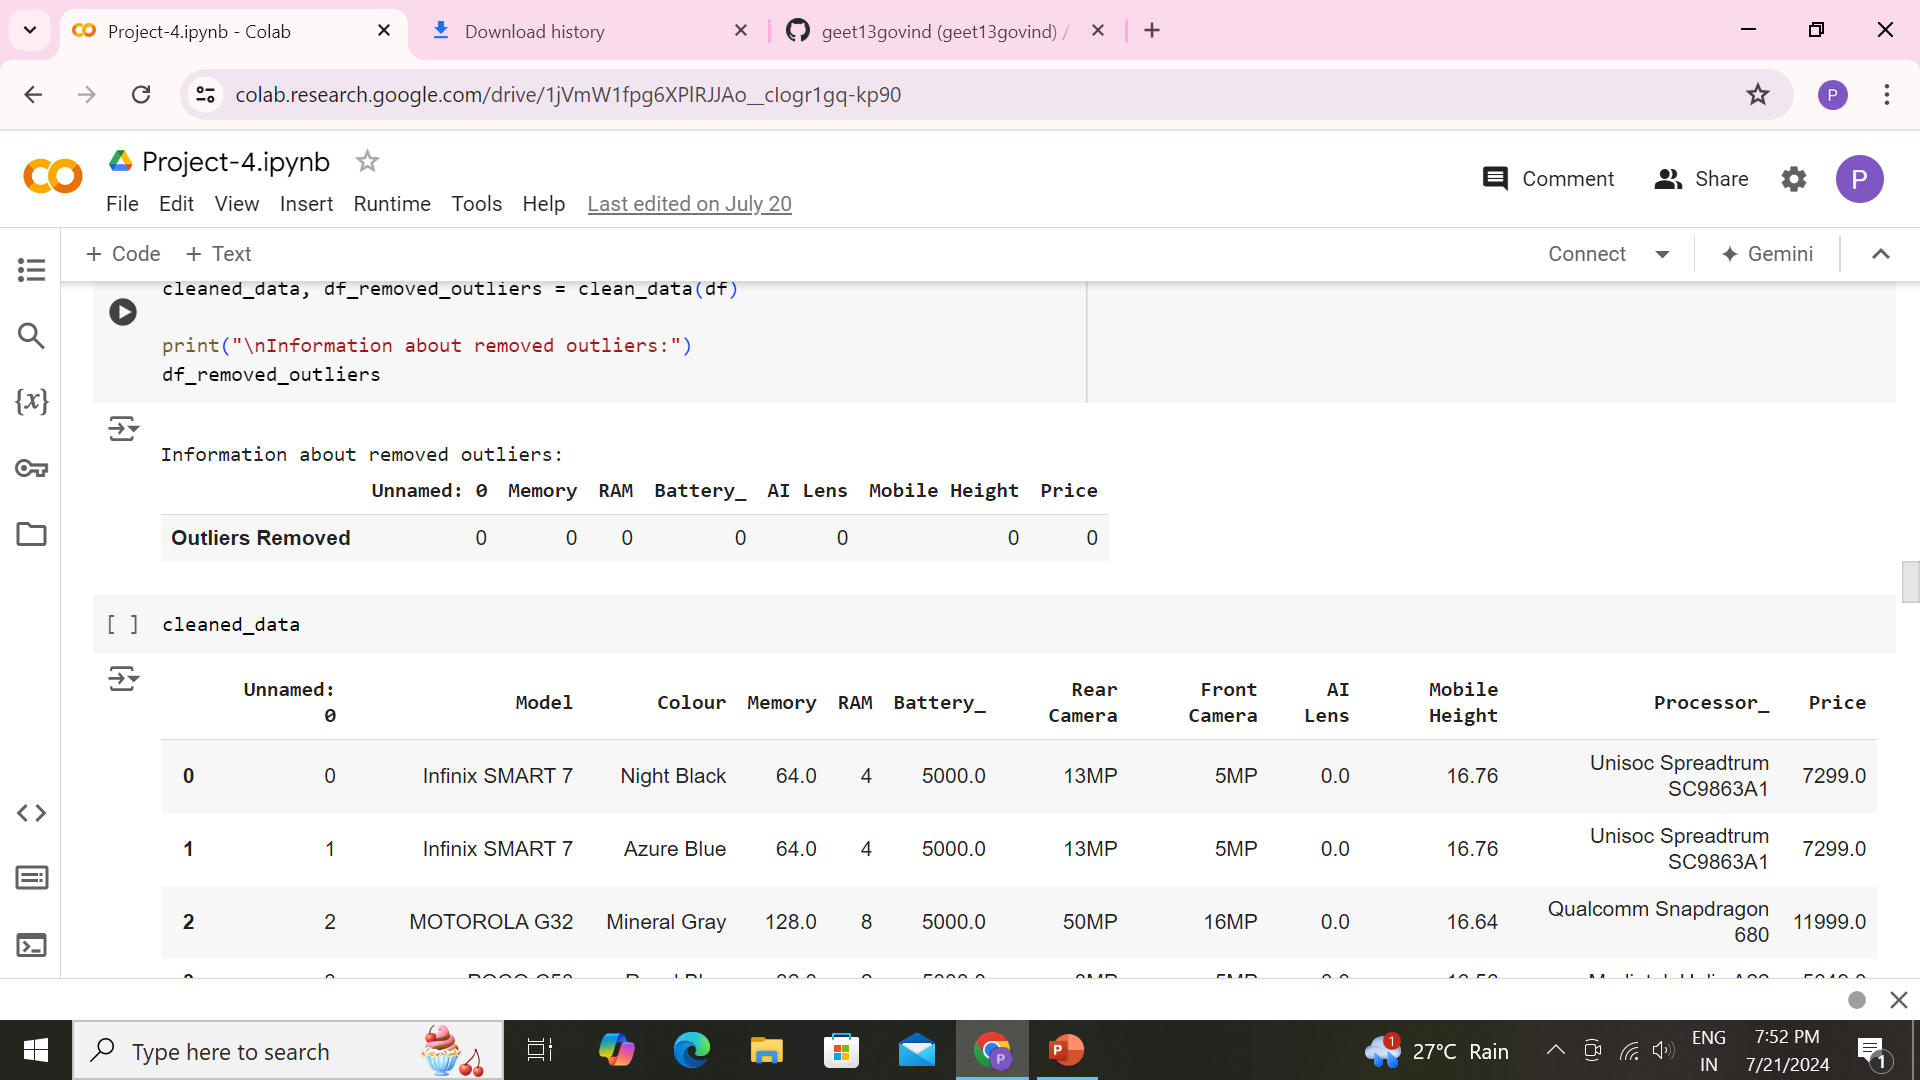 Project-4.ipynb - Colab
Download history
geet13govind (geet13govind) /
colab.research.google.com/drive/1jVmW1fpg6XPlRJJAo__cIogr1gq-kp90
P
Project-4.ipynb
Comment
Share
P
File Edit View Insert Runtime Tools Help Last edited on July 20
+ Code + Text
Connect
Gemini
cleaned_data, df_removed_outliers = clean_data(df)
print("\nInformation about removed outliers:")
df_removed_outliers
{x}
Information about removed outliers:
Unnamed: 0 Memory RAM Battery_ AI Lens Mobile Height Price
Outliers Removed 0 0 0 0 0 0 0
[ ] cleaned_data
Unnamed: 0 Model Colour Memory RAM Battery_ Rear Camera Front Camera AI Lens Mobile Height Processor_ Price
0 0 Infinix SMART 7 Night Black 64.0 4 5000.0 13MP 5MP 0.0 16.76 Unisoc Spreadtrum SC9863A1 7299.0
1 1 Infinix SMART 7 Azure Blue 64.0 4 5000.0 13MP 5MP 0.0 16.76 Unisoc Spreadtrum SC9863A1 7299.0
2 2 MOTOROLA G32 Mineral Gray 128.0 8 5000.0 50MP 16MP 0.0 16.64 Qualcomm Snapdragon 680 11999.0
Type here to search
P
P
1
27°C Rain
ENG
IN
7:52 PM
7/21/2024
1